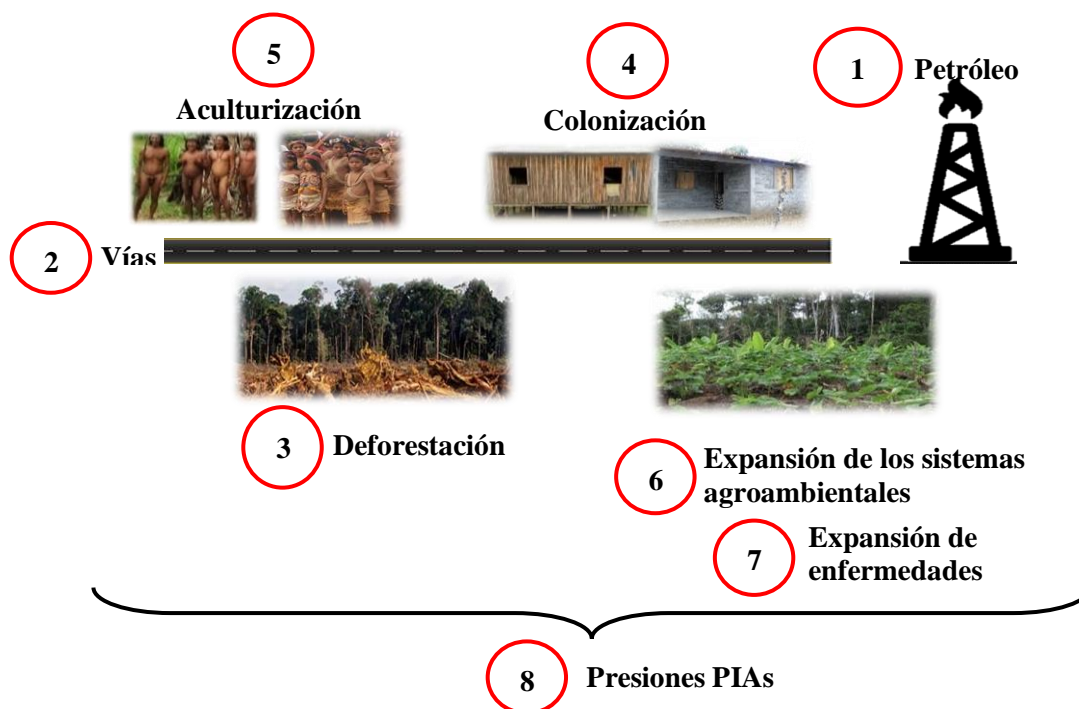 5
Aculturización
4
Colonización
1 Petróleo
2 Vías
3 Deforestación
6 Expansión de los sistemas
agroambientales
7 Expansión de
enfermedades
8 Presiones PIAs